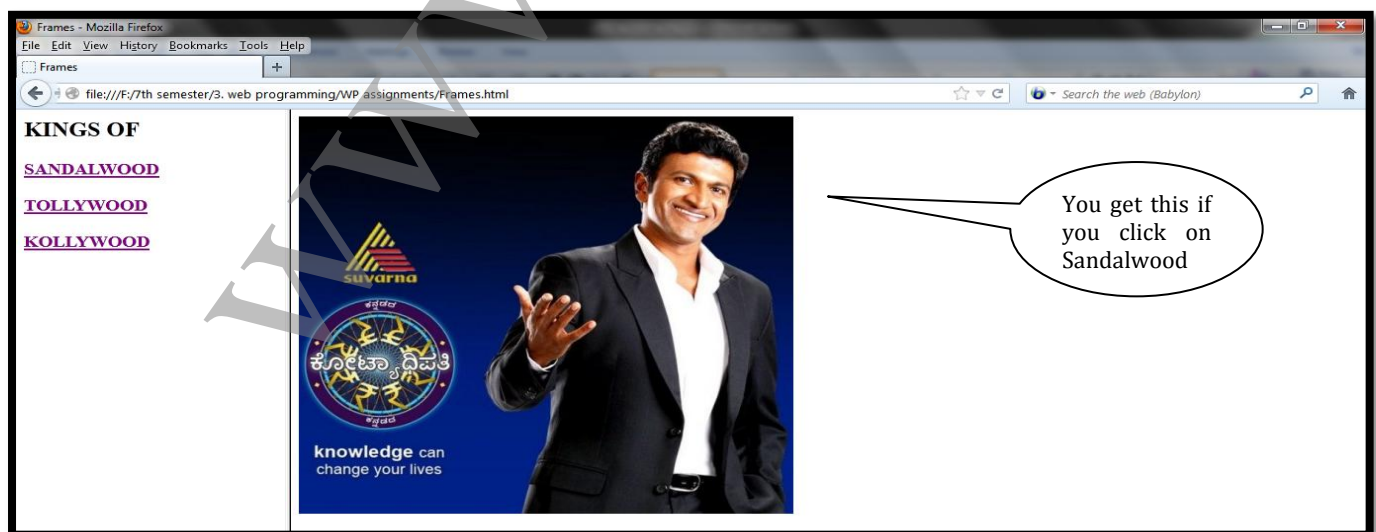 Frames - Mozilla Firefox
File Edit View History Bookmarks Tools Help
Frames
file:///F:/7th semester/3. web programming/WP assignments/Frames.html
Search the web (Babylon)
KINGS OF
SANDALWOOD
TOLLYWOOD
KOLLYWOOD
suvarna
ಕನ್ನಡದ
ಕೋಟ್ಯಾಧಿಪತಿ
ಕನ್ನಡದ
knowledge can
change your lives
You get this if
you click on
Sandalwood